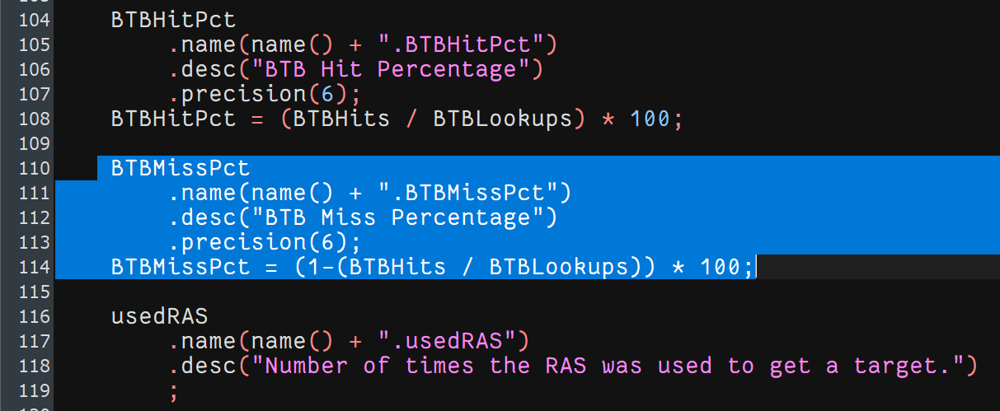 104 BTBHitPct
105 .name(name() + ".BTBHitPct")
106 .desc("BTB Hit Percentage")
107 .precision(6);
108 BTBHitPct = (BTBHits / BTBLookups) * 100;
109
110 BTBMissPct
111 .name(name() + ".BTBMissPct")
112 .desc("BTB Miss Percentage")
113 .precision(6);
114 BTBMissPct = (1-(BTBHits / BTBLookups)) * 100;
115
116 usedRAS
117 .name(name() + ".usedRAS")
118 .desc("Number of times the RAS was used to get a target.")
119 ;